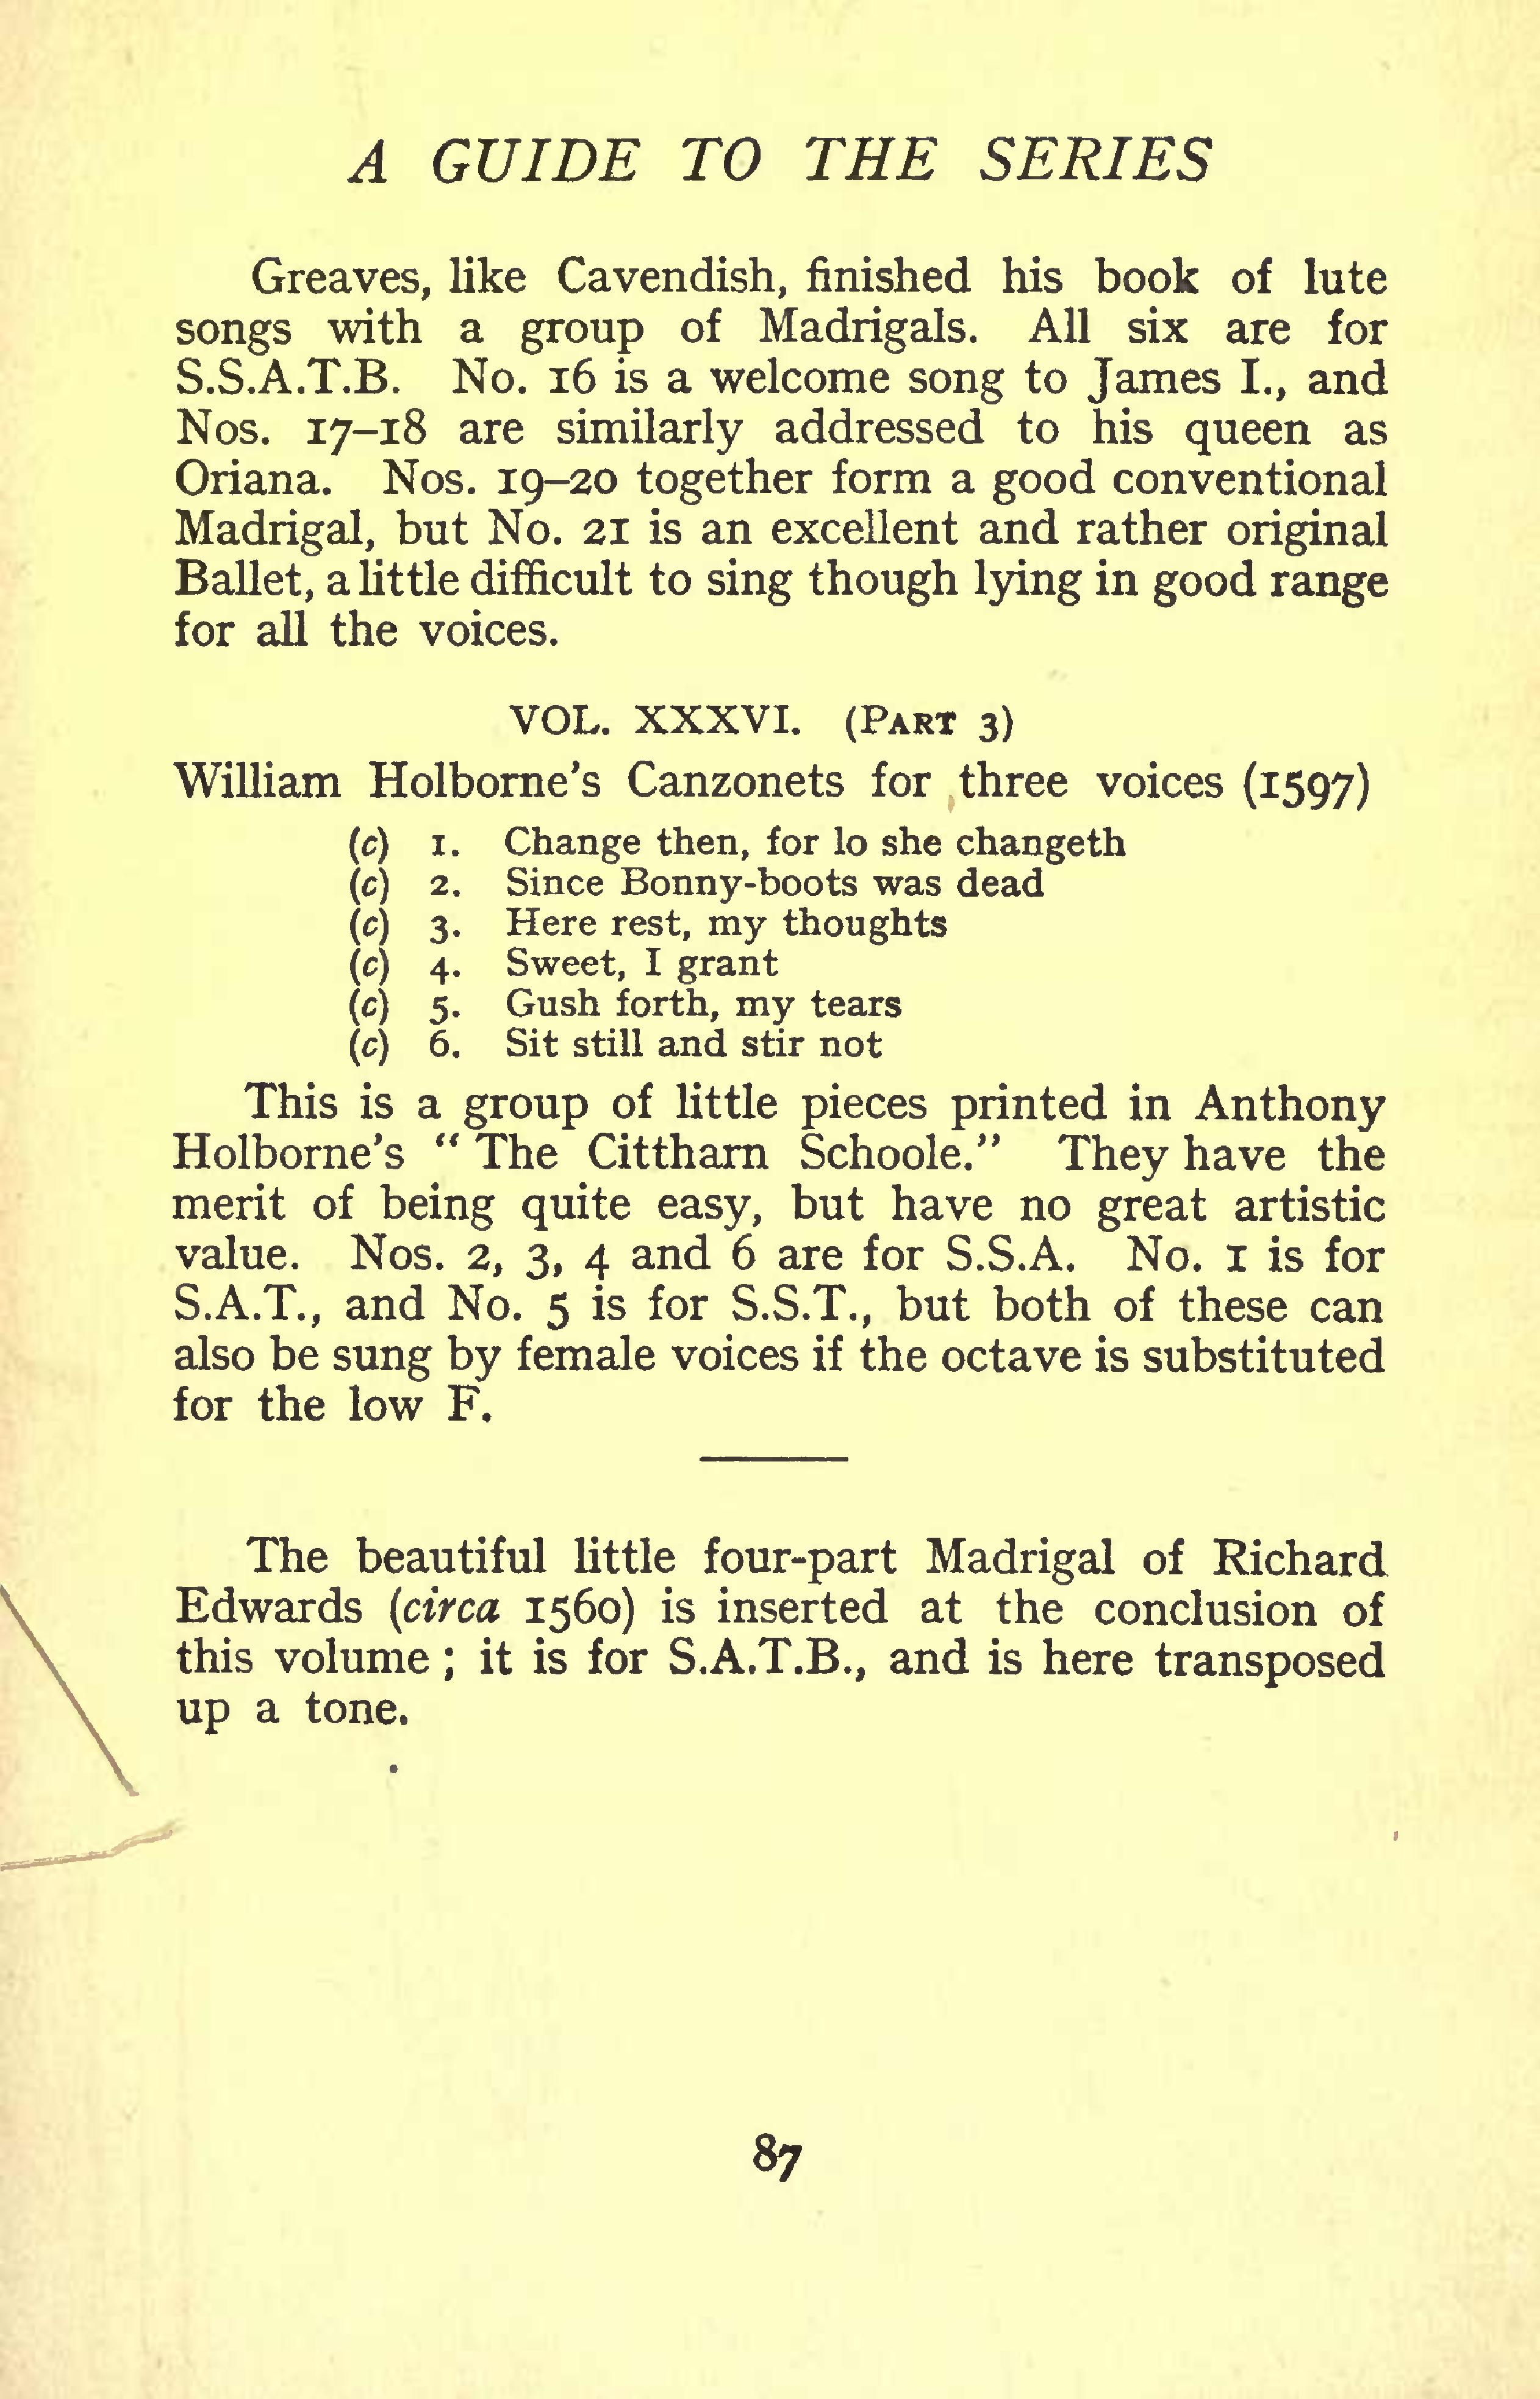 A GUIDE TO THE SERIES
Greaves, like Cavendish, finished his book of lute
songs with a group of Madrigals. All six are for
S.S.A.T.B. No. 16 is a welcome song to James I., and
Nos. 17–18 are similarly addressed to his queen as
Oriana. Nos. 19–20 together form a good conventional
Madrigal, but No. 21 is an excellent and rather original
Ballet, a little difficult to sing though lying in good range
for all the voices.
VOL. XXXVI. (PART 3)
William Holborne's Canzonets for three voices (1597)
(c) 1. Change then, for lo she changeth
(c) 2. Since Bonny-boots was dead
(c) 3. Here rest, my thoughts
(c) 4. Sweet, I grant
(c) 5. Gush forth, my tears
(c) 6. Sit still and stir not
This is a group of little pieces printed in Anthony
Holborne's “ The Cittharn Schoole.” They have the
merit of being quite easy, but have no great artistic
value. Nos. 2, 3, 4 and 6 are for S.S.A. No. 1 is for
S.A.T., and No. 5 is for S.S.T., but both of these can
also be sung by female voices if the octave is substituted
for the low F.
The beautiful little four-part Madrigal of Richard
Edwards (circa 1560) is inserted at the conclusion of
this volume ; it is for S.A.T.B., and is here transposed
up a tone.
87